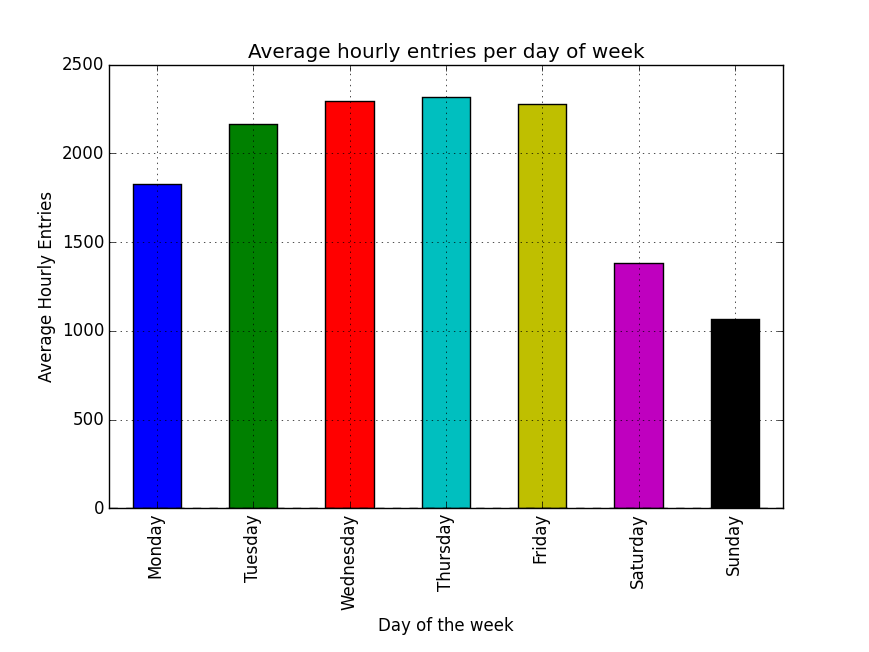 Average hourly entries per day of week
Average Hourly Entries
2500
2000
1500
1000
500
0
Monday
Tuesday
Wednesday
Thursday
Friday
Saturday
Sunday
Day of the week